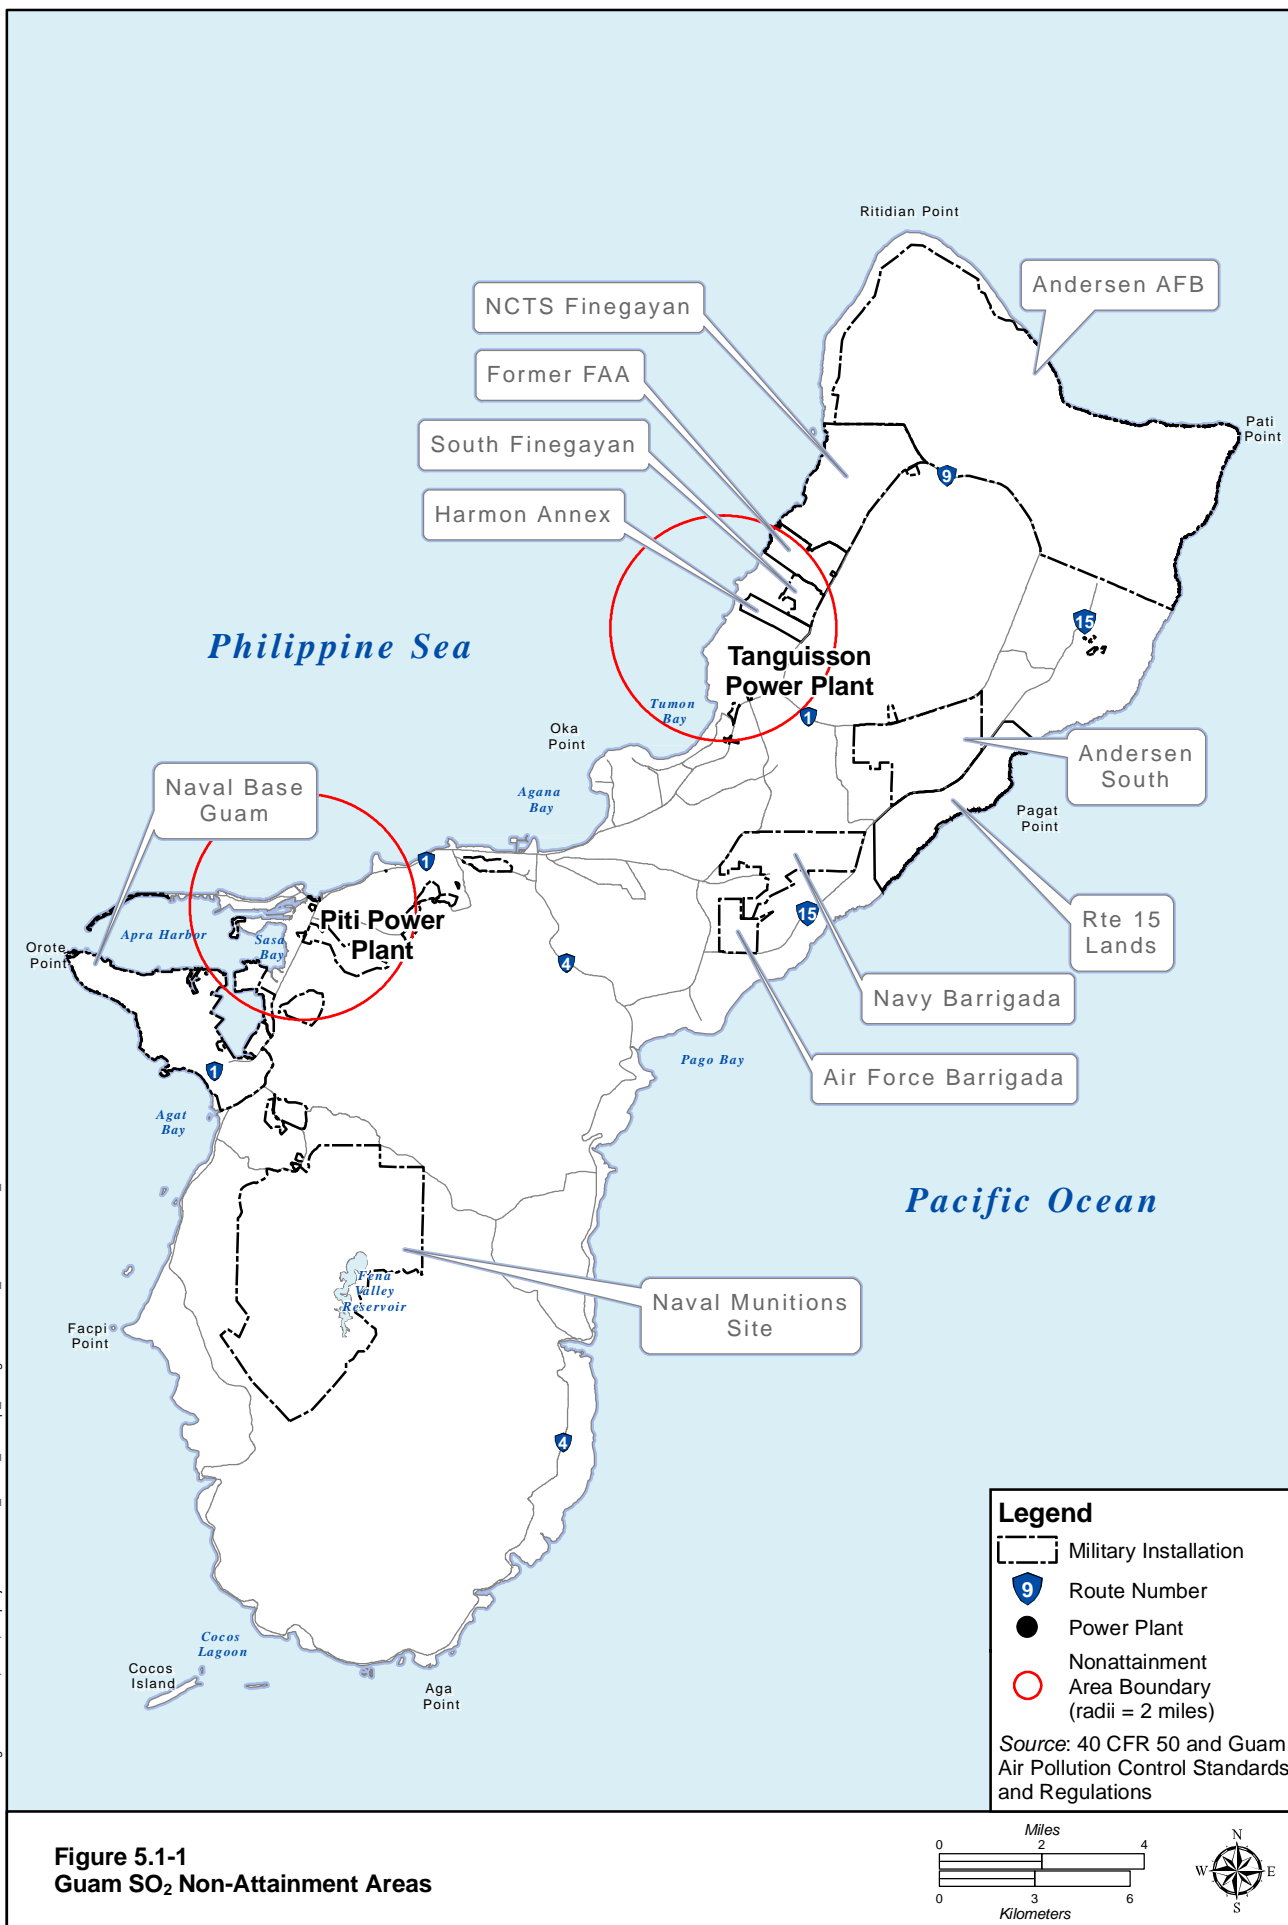 Ritidian Point
Andersen AFB
NCTS Finegayan
Former FAA
South Finegayan
Harmon Annex
Pati
Point
9
15
Philippine Sea
Tanguisson
Power Plant
Tumon
Bay
1
Oka
Point
Andersen
South
Naval Base
Guam
Agana
Bay
Pagat
Point
1
Piti Power
Plant
Apra Harbor
Sasa
Bay
Orote
Point
15
Rte 15
Lands
4
Navy Barrigada
Pago Bay
Air Force Barrigada
1
Agat
Bay
Pacific Ocean
Fena
Valley
Reservoir
Naval Munitions
Site
Facpi
Point
4
Cocos
Lagoon
Cocos
Island
Aga
Point
Legend
Military Installation
9 Route Number
Power Plant
Nonattainment
Area Boundary
(radii = 2 miles)
Source: 40 CFR 50 and Guam
Air Pollution Control Standards
and Regulations
Figure 5.1-1
Guam SO₂ Non-Attainment Areas
Miles
0 2 4
0 3 6
Kilometers
N
W E
S